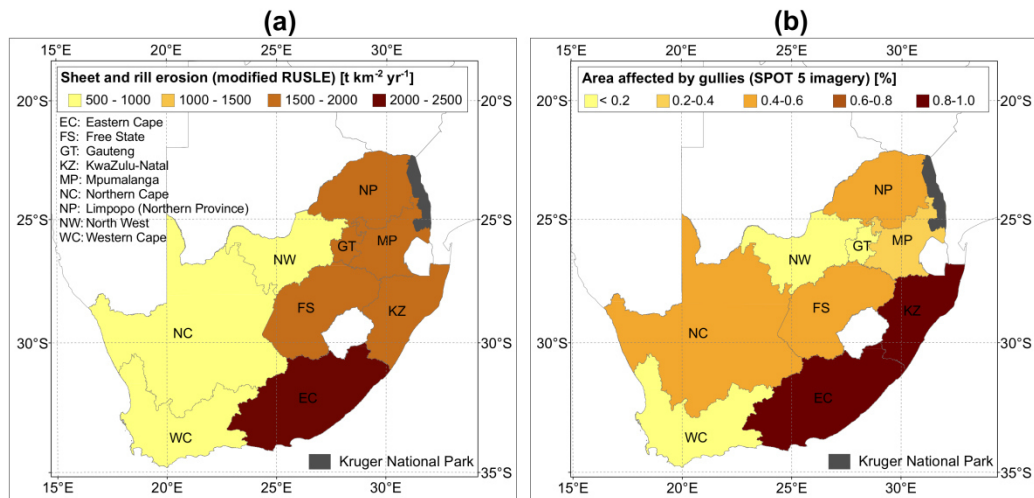 (a)
15°E 20°E 25°E 30°E
Sheet and rill erosion (modified RUSLE) [t km⁻² yr⁻¹]
500 - 1000 1000 - 1500 1500 - 2000 2000 - 2500
EC: Eastern Cape
FS: Free State
GT: Gauteng
KZ: KwaZulu-Natal
MP: Mpumalanga
NC: Northern Cape
NP: Limpopo (Northern Province)
NW: North West
WC: Western Cape
20°S
25°S
30°S
NP
GT
MP
NW
FS
KZ
NC
EC
WC
Kruger National Park
35°S
15°E 20°E 25°E 30°E
(b)
15°E 20°E 25°E 30°E
Area affected by gullies (SPOT 5 imagery) [%]
< 0.2 0.2-0.4 0.4-0.6 0.6-0.8 0.8-1.0
20°S 20°S
25°S 25°S
30°S 30°S
NP
GT
MP
NW
FS
KZ
NC
EC
WC
Kruger National Park
35°S
15°E 20°E 25°E 30°E